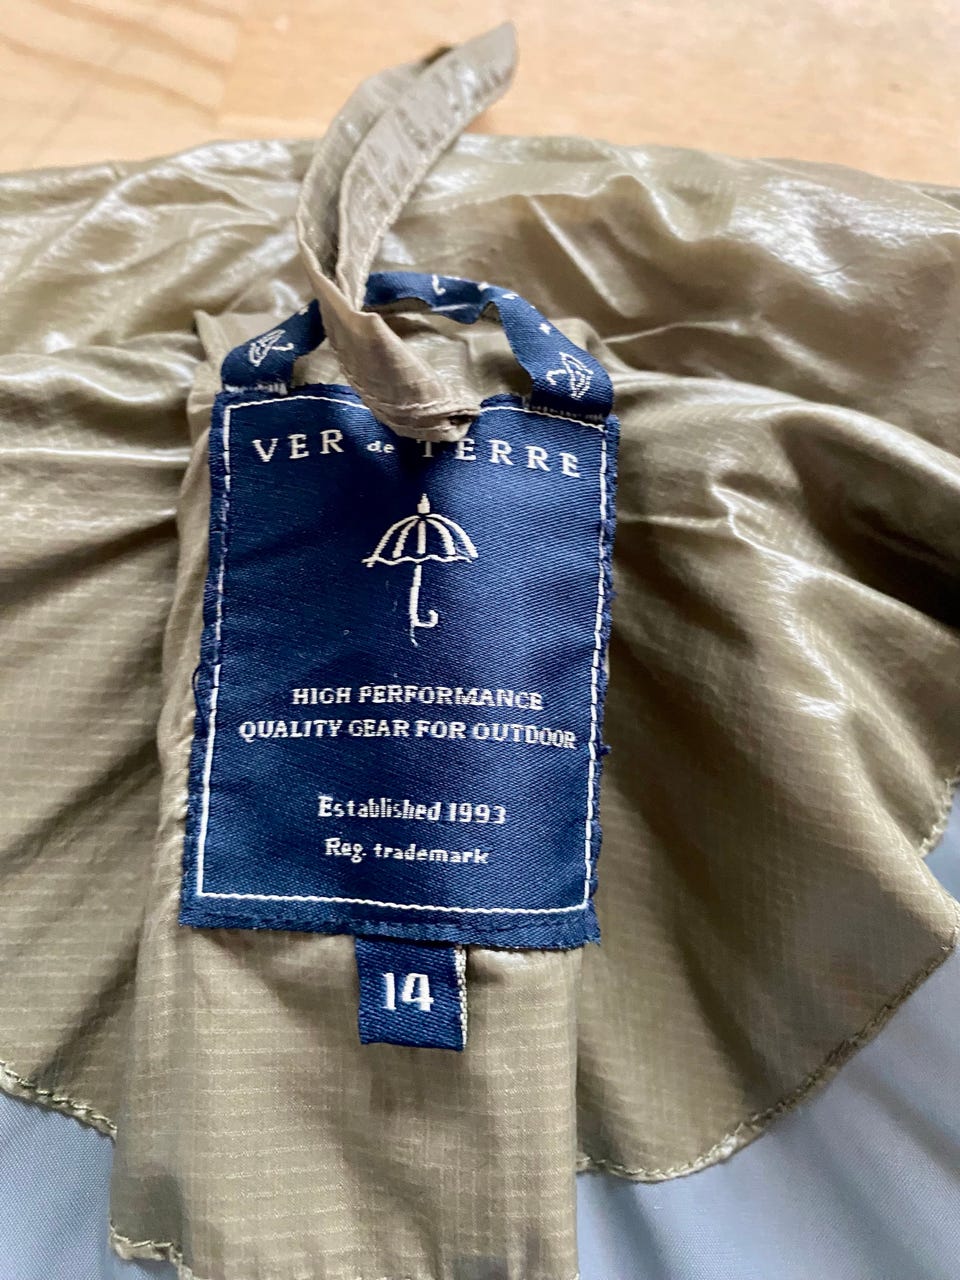 VER de TERRE
HIGH PERFORMANCE
QUALITY GEAR FOR OUTDOOR
Established 1993
Reg. trademark
14